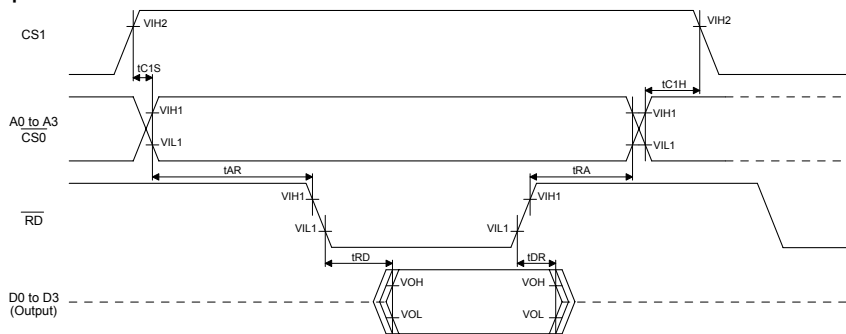 CS1
VIH2
VIH2
tC1S
tC1H
A0 to A3
CS0
VIH1
VIL1
VIH1
VIL1
tAR
tRA
RD
VIH1
VIL1
VIH1
VIL1
tRD
tDR
D0 to D3
(Output)
VOH
VOL
VOH
VOL